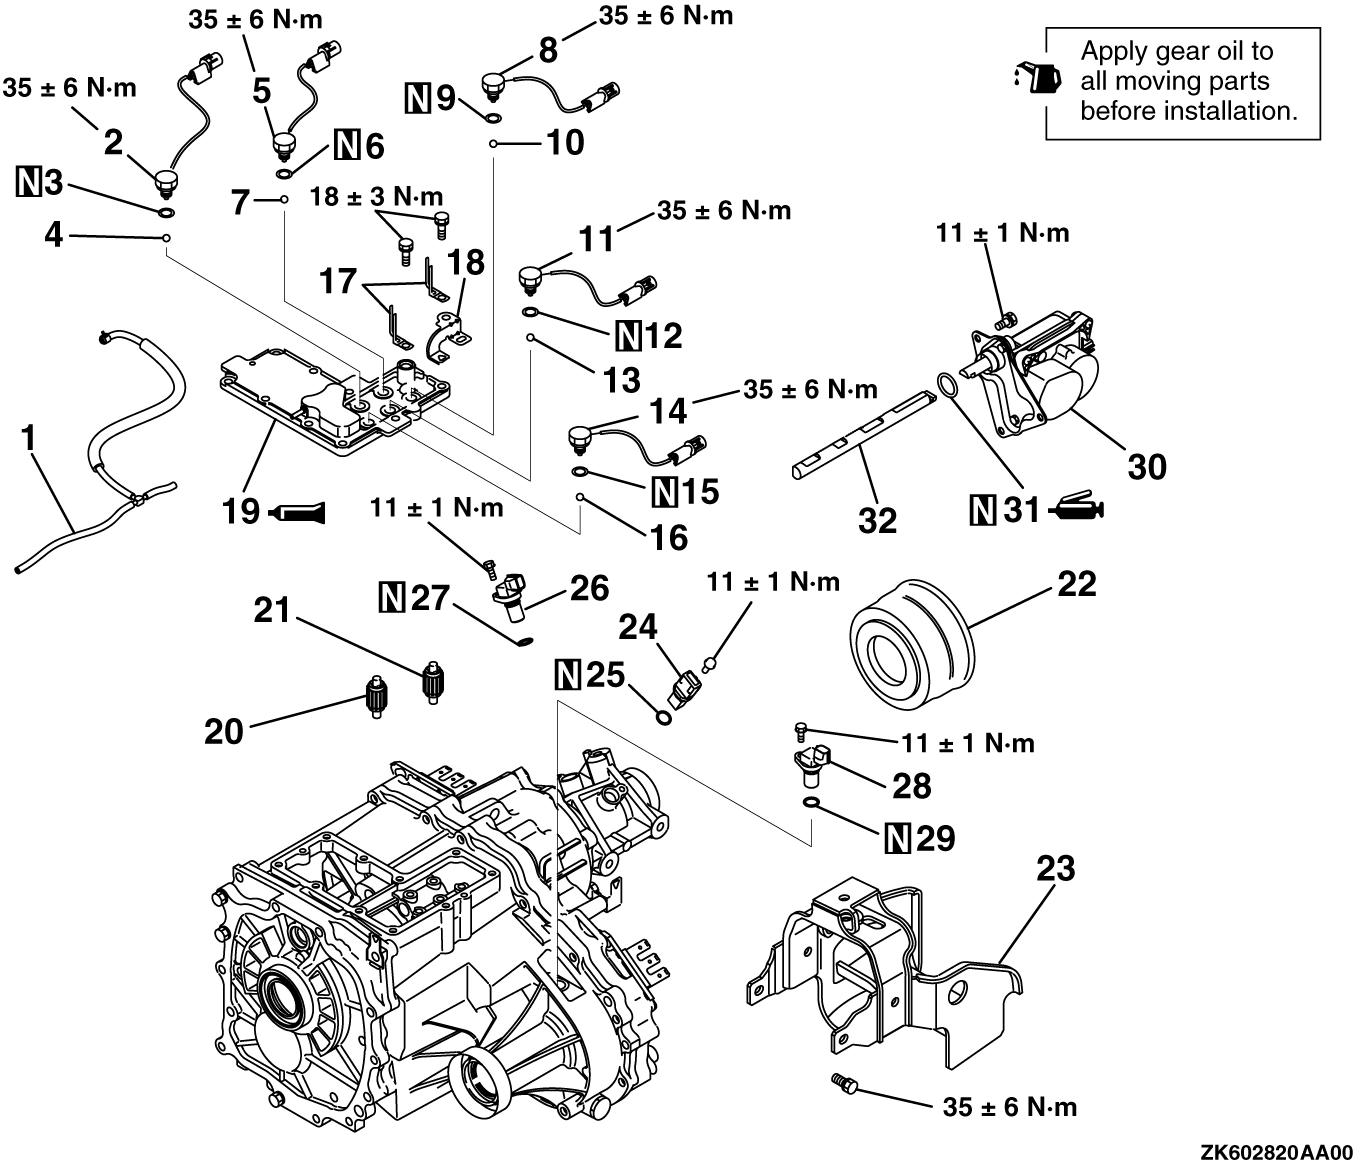 35 ± 6 N·m
35 ± 6 N·m
8
Apply gear oil to
all moving parts
before installation.
35 ± 6 N·m
5
N9
2
N6
10
N3
7
18 ± 3 N·m
35 ± 6 N·m
4
11
11 ± 1 N·m
17
18
N12
13
35 ± 6 N·m
14
1
30
19
11 ± 1 N·m
N15
N31
32
16
21
N27
26
11 ± 1 N·m
22
24
N25
20
11 ± 1 N·m
28
N29
23
35 ± 6 N·m
ZK602820AA00